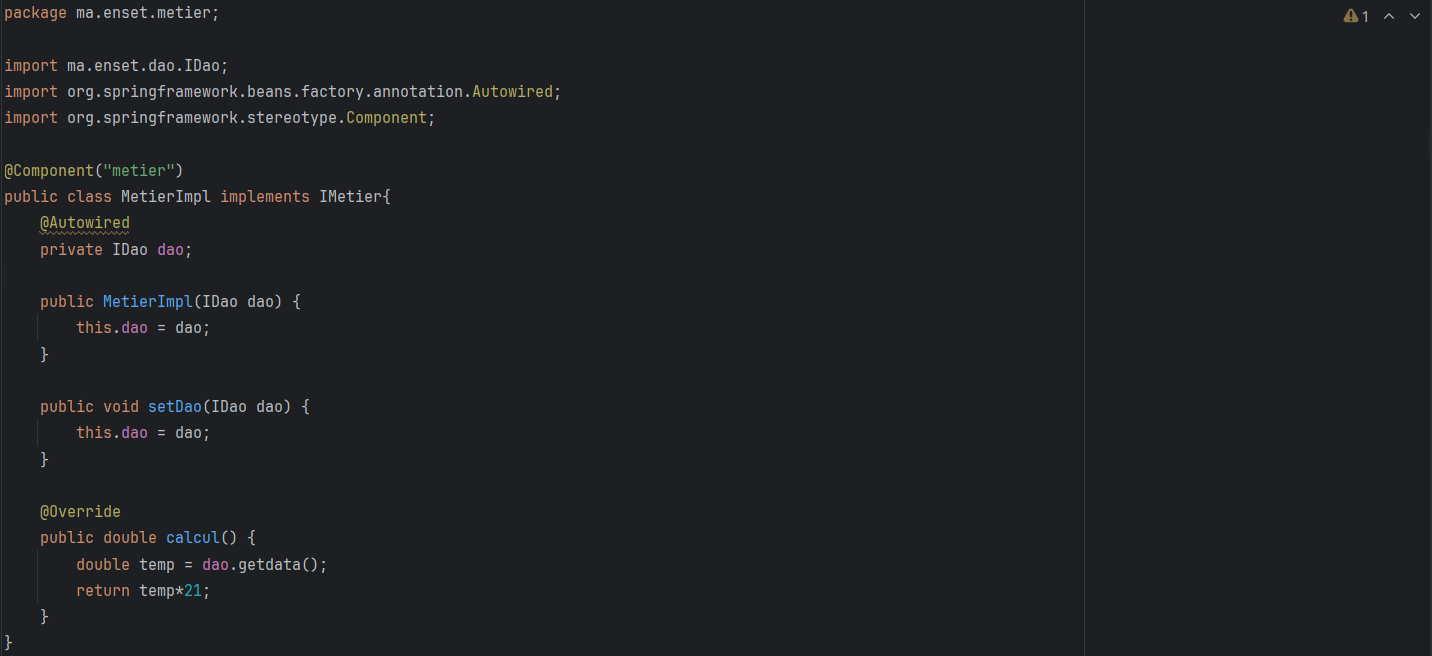 package ma.enset.metier;
1
import ma.enset.dao.IDao;
import org.springframework.beans.factory.annotation.Autowired;
import org.springframework.stereotype.Component;
@Component("metier")
public class MetierImpl implements IMetier{
    @Autowired
    private IDao dao;
    public MetierImpl(IDao dao) {
        this.dao = dao;
    }
    public void setDao(IDao dao) {
        this.dao = dao;
    }
    @Override
    public double calcul() {
        double temp = dao.getdata();
        return temp*21;
    }
}